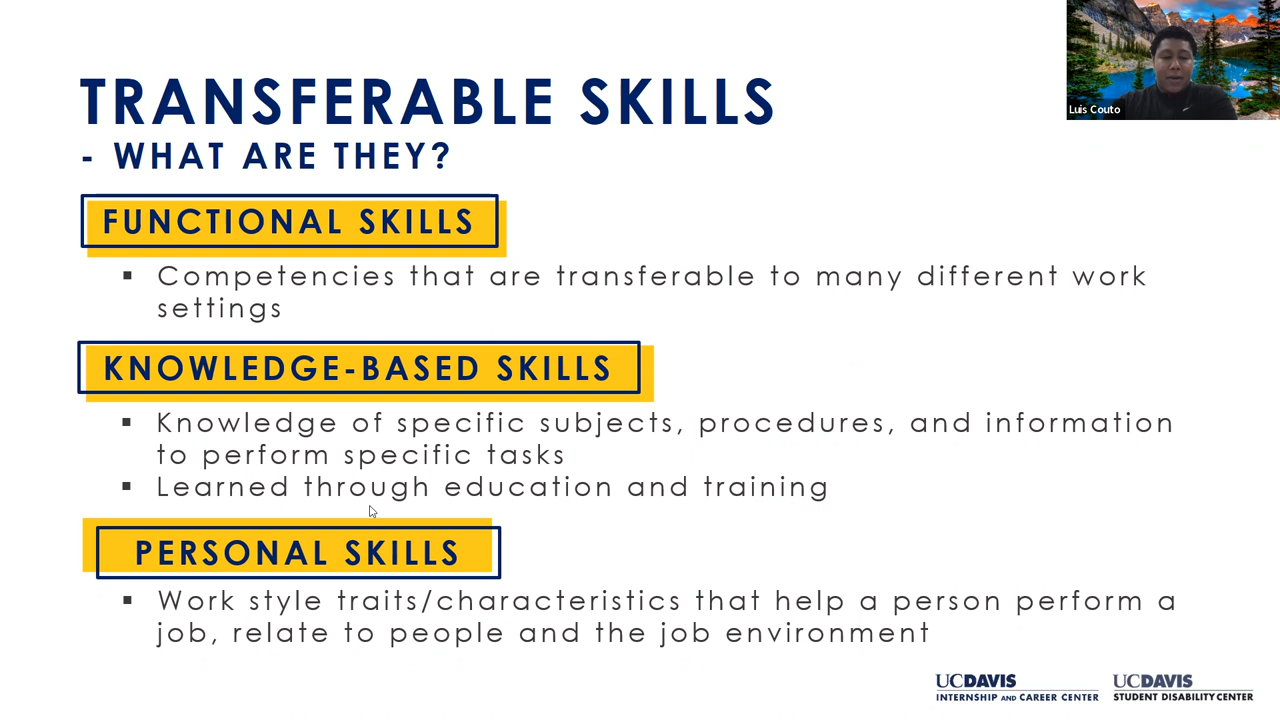 TRANSFERABLE SKILLS
- WHAT ARE THEY?
FUNCTIONAL SKILLS
▪ Competencies that are transferable to many different work
settings
KNOWLEDGE-BASED SKILLS
▪ Knowledge of specific subjects, procedures, and information
to perform specific tasks
▪ Learned through education and training
PERSONAL SKILLS
▪ Work style traits/characteristics that help a person perform a
job, relate to people and the job environment
Luis Couto
UCDAVIS
INTERNSHIP AND CAREER CENTER
UCDAVIS
STUDENT DISABILITY CENTER